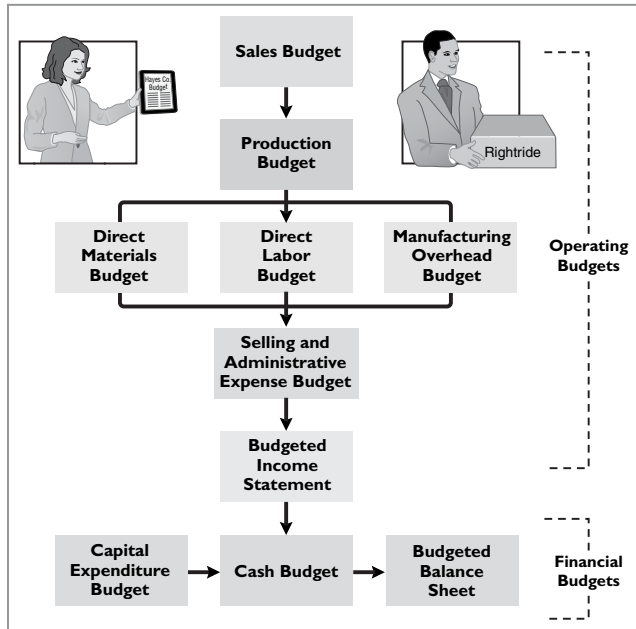 Sales Budget
Hayes Co.
Budget
Production
Budget
Rightride
Direct
Materials
Budget
Direct
Labor
Budget
Manufacturing
Overhead
Budget
Operating
Budgets
Selling and
Administrative
Expense Budget
Budgeted
Income
Statement
Capital
Expenditure
Budget
Cash Budget
Budgeted
Balance
Sheet
Financial
Budgets